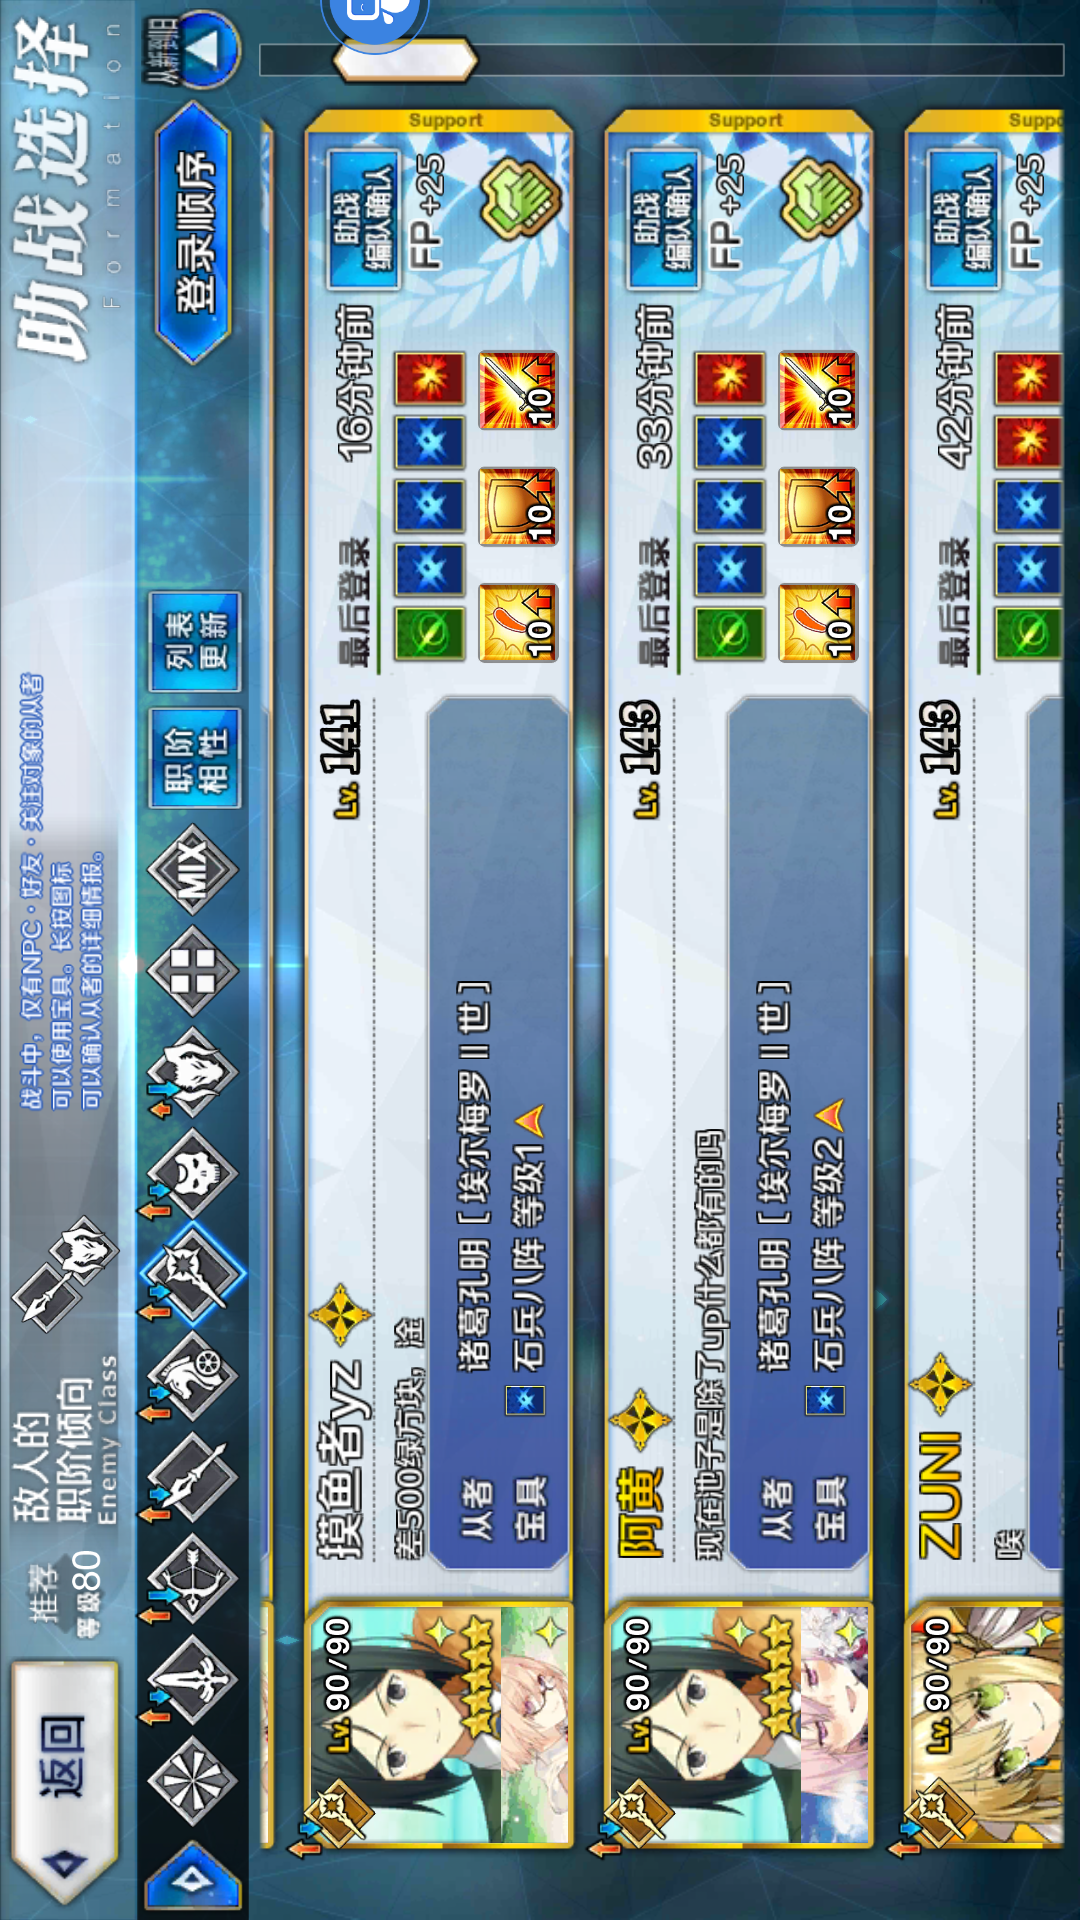 返回
推荐
等级80
敌人的
职阶倾向
Enemy Class
战斗中，仅有NPC·好友·关注对象的从者
可以使用宝具。长按图标
可以确认从者的详细情报。
助战选择
Formation
MIX
职阶
相性
列表
更新
登录顺序
从新到旧
Support
Lv. 90/90
摸鱼者yz
Lv. 141
差5000绿方块，淦
从者 诸葛孔明［埃尔梅罗Ⅱ世］
宝具 石兵八阵 等级1
最后登录 16分钟前
10
10
10
助战
编队确认
FP+25
Support
Lv. 90/90
阿黄
Lv. 143
现在池子是除了up什么都有的吗
从者 诸葛孔明［埃尔梅罗Ⅱ世］
宝具 石兵八阵 等级2
最后登录 33分钟前
10
10
10
助战
编队确认
FP+25
Support
Lv. 90/90
ZUNI
Lv. 143
唉
最后登录 42分钟前
助战
编队确认
FP+25